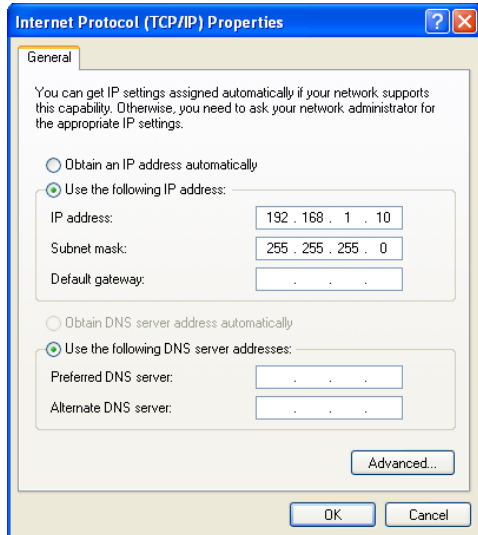 Internet Protocol (TCP/IP) Properties
General
You can get IP settings assigned automatically if your network supports
this capability. Otherwise, you need to ask your network administrator for
the appropriate IP settings.
Obtain an IP address automatically
Use the following IP address:
IP address: 192 . 168 . 1 . 10
Subnet mask: 255 . 255 . 255 . 0
Default gateway: . . .
Obtain DNS server address automatically
Use the following DNS server addresses:
Preferred DNS server: . . .
Alternate DNS server: . . .
Advanced...
OK Cancel